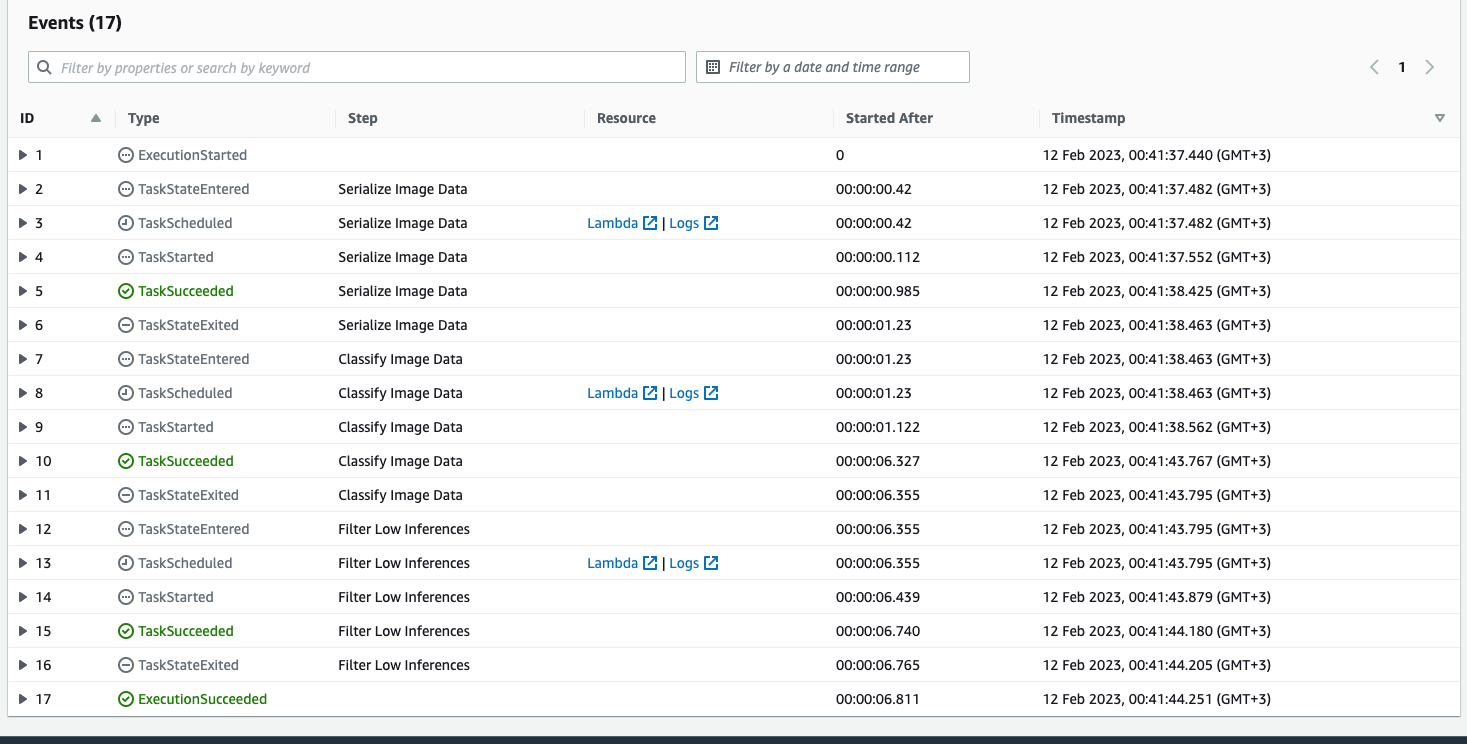 Events (17)
Filter by properties or search by keyword Filter by a date and time range 1
ID Type Step Resource Started After Timestamp
1 ExecutionStarted 0 12 Feb 2023, 00:41:37.440 (GMT+3)
2 TaskStateEntered Serialize Image Data 00:00:00.42 12 Feb 2023, 00:41:37.482 (GMT+3)
3 TaskScheduled Serialize Image Data Lambda | Logs 00:00:00.42 12 Feb 2023, 00:41:37.482 (GMT+3)
4 TaskStarted Serialize Image Data 00:00:00.112 12 Feb 2023, 00:41:37.552 (GMT+3)
5 TaskSucceeded Serialize Image Data 00:00:00.985 12 Feb 2023, 00:41:38.425 (GMT+3)
6 TaskStateExited Serialize Image Data 00:00:01.23 12 Feb 2023, 00:41:38.463 (GMT+3)
7 TaskStateEntered Classify Image Data 00:00:01.23 12 Feb 2023, 00:41:38.463 (GMT+3)
8 TaskScheduled Classify Image Data Lambda | Logs 00:00:01.23 12 Feb 2023, 00:41:38.463 (GMT+3)
9 TaskStarted Classify Image Data 00:00:01.122 12 Feb 2023, 00:41:38.562 (GMT+3)
10 TaskSucceeded Classify Image Data 00:00:06.327 12 Feb 2023, 00:41:43.767 (GMT+3)
11 TaskStateExited Classify Image Data 00:00:06.355 12 Feb 2023, 00:41:43.795 (GMT+3)
12 TaskStateEntered Filter Low Inferences 00:00:06.355 12 Feb 2023, 00:41:43.795 (GMT+3)
13 TaskScheduled Filter Low Inferences Lambda | Logs 00:00:06.355 12 Feb 2023, 00:41:43.795 (GMT+3)
14 TaskStarted Filter Low Inferences 00:00:06.439 12 Feb 2023, 00:41:43.879 (GMT+3)
15 TaskSucceeded Filter Low Inferences 00:00:06.740 12 Feb 2023, 00:41:44.180 (GMT+3)
16 TaskStateExited Filter Low Inferences 00:00:06.765 12 Feb 2023, 00:41:44.205 (GMT+3)
17 ExecutionSucceeded 00:00:06.811 12 Feb 2023, 00:41:44.251 (GMT+3)